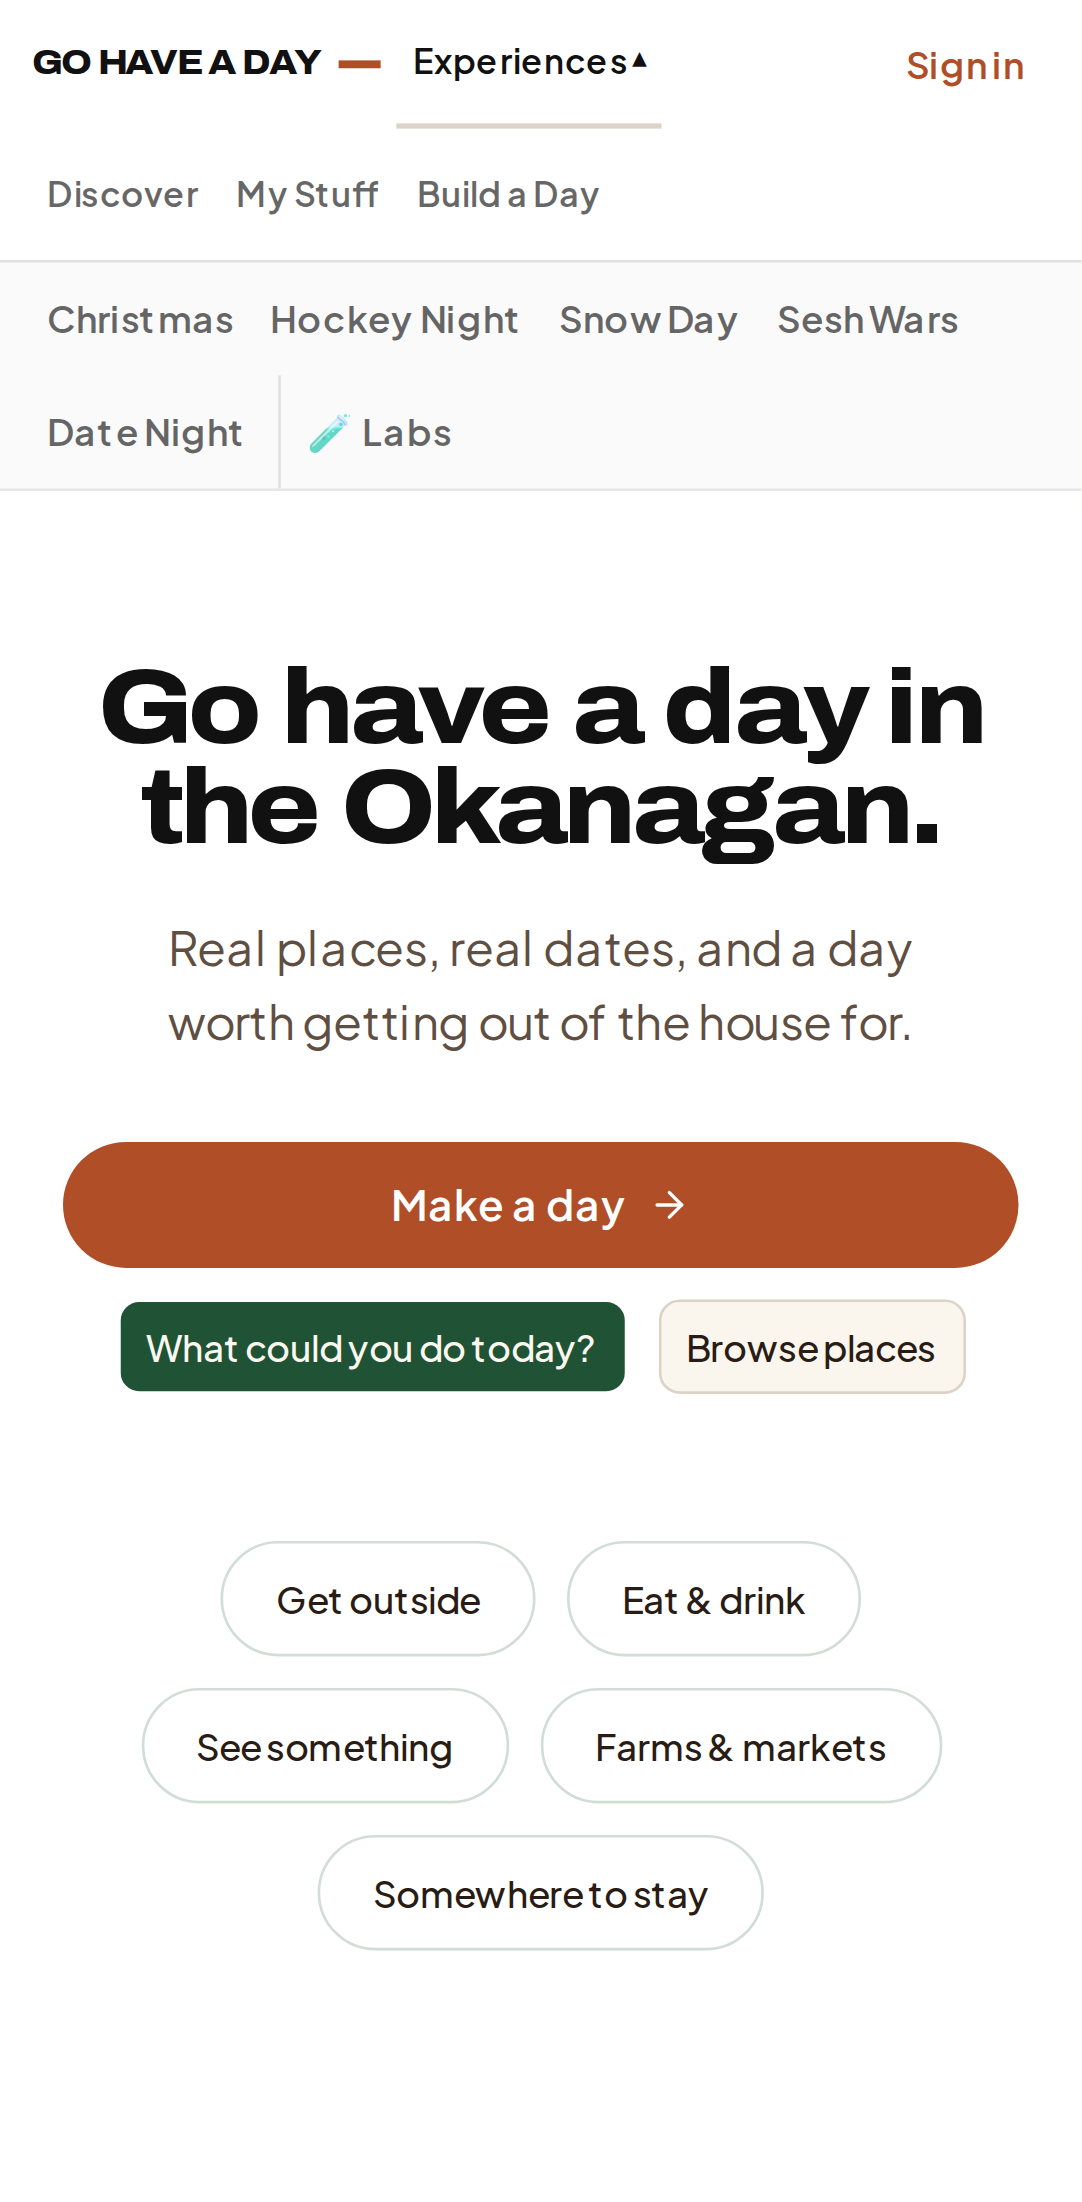 GO HAVE A DAY — Experiences ▲ Sign in
Discover My Stuff Build a Day
Christmas Hockey Night Snow Day Sesh Wars
Date Night 🧪 Labs
Go have a day in
the Okanagan.
Real places, real dates, and a day
worth getting out of the house for.
Make a day →
What could you do today? Browse places
Get outside Eat & drink
See something Farms & markets
Somewhere to stay